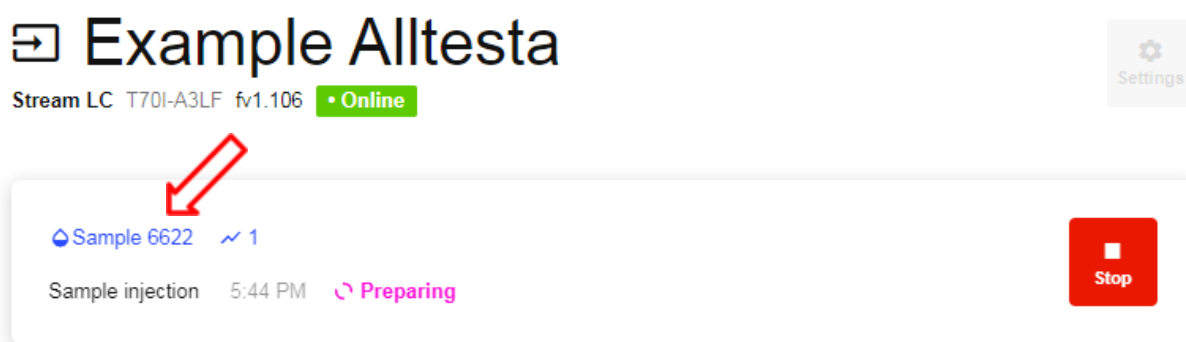 Example Alltesta
Settings
Stream LC T70I-A3LF fv1.106 • Online
Sample 6622 1
Sample injection 5:44 PM Preparing
Stop